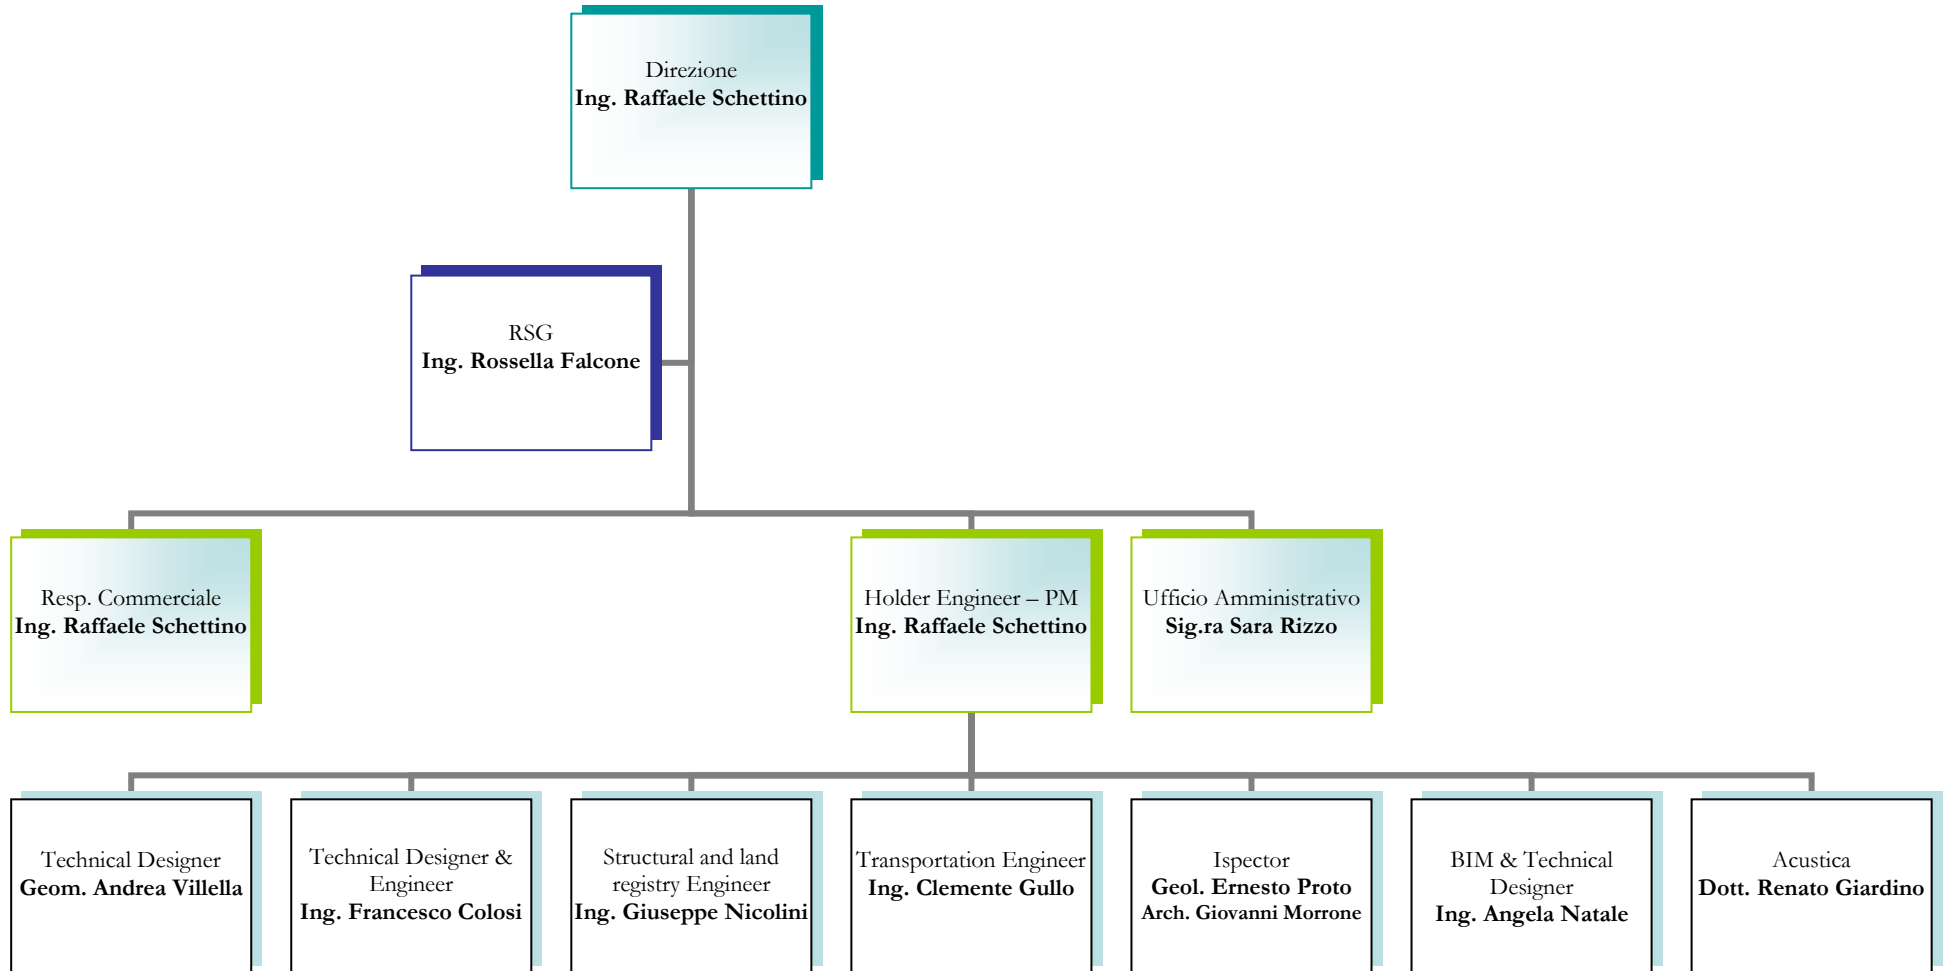 Direzione
Ing. Raffaele Schettino
RSG
Ing. Rossella Falcone
Resp. Commerciale
Ing. Raffaele Schettino
Holder Engineer – PM
Ing. Raffaele Schettino
Ufficio Amministrativo
Sig.ra Sara Rizzo
Technical Designer
Geom. Andrea Villella
Technical Designer &
Engineer
Ing. Francesco Colosi
Structural and land
registry Engineer
Ing. Giuseppe Nicolini
Transportation Engineer
Ing. Clemente Gullo
Ispector
Geol. Ernesto Proto
Arch. Giovanni Morrone
BIM & Technical
Designer
Ing. Angela Natale
Acustica
Dott. Renato Giardino